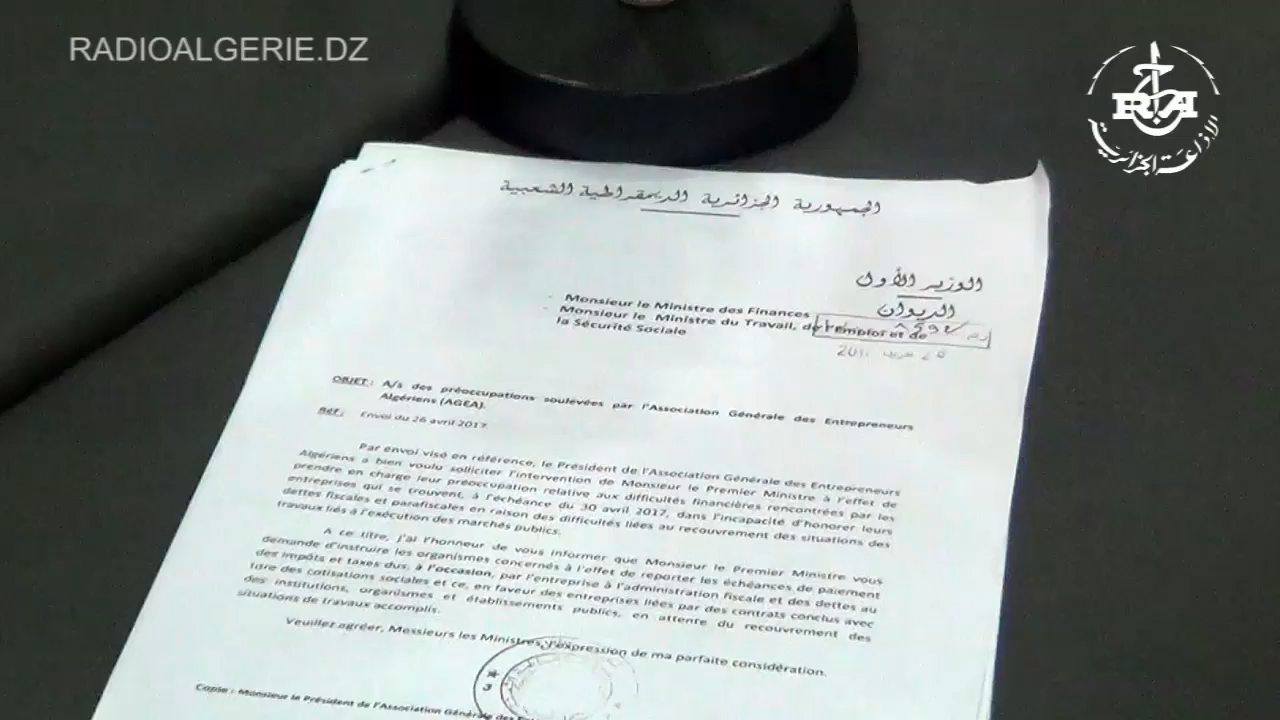 RADIOALGERIE.DZ
RA
الإذاعة الجزائرية
الجمهورية الجزائرية الديمقراطية الشعبية
الوزير الأول
الديوان
- Monsieur le Ministre des Finances
- Monsieur le Ministre du Travail, de l'Emploi et de
la Sécurité Sociale
OBJET : A/s des préoccupations soulevées par l'Association Générale des Entrepreneurs
Algériens (AGEA).
Réf : Envoi du 26 avril 2017.
Par envoi visé en référence, le Président de l'Association Générale des Entrepreneurs
Algériens a bien voulu solliciter l'intervention de Monsieur le Premier Ministre à l'effet de
prendre en charge leur préoccupation relative aux difficultés financières rencontrées par les
entreprises qui se trouvent, à l'échéance du 30 avril 2017, dans l'incapacité d'honorer leurs
dettes fiscales et parafiscales en raison des difficultés liées au recouvrement des situations des
travaux liés à l'exécution des marchés publics.
A ce titre, j'ai l'honneur de vous informer que Monsieur le Premier Ministre vous
demande d'instruire les organismes concernés à l'effet de reporter les échéances de paiement
des impôts et taxes dus, à l'occasion, par l'entreprise à l'administration fiscale et des dettes au
titre des cotisations sociales et ce, en faveur des entreprises liées par des contrats conclus avec
des institutions, organismes et établissements publics, en attente du recouvrement des
situations de travaux accomplis.
Veuillez agréer, Messieurs les Ministres, l'expression de ma parfaite considération.
Copie : Monsieur le Président de l'Association Générale des